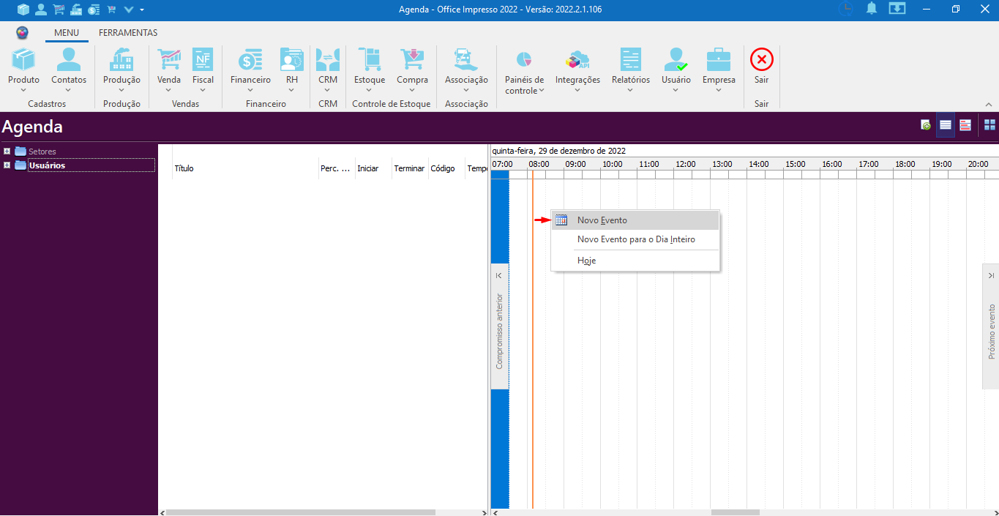 Agenda - Office Impresso 2022 - Versão: 2022.2.1.106
MENU FERRAMENTAS
Produto Contatos Produção Venda Fiscal Financeiro RH CRM Estoque Compra Associação Painéis de controle Integrações Relatórios Usuário Empresa Sair
Cadastros Produção Vendas Financeiro CRM Controle de Estoque Associação Sair
Agenda
Setores
Usuários
Título Perc. ... Iniciar Terminar Código Tempo
quinta-feira, 29 de dezembro de 2022
07:00 08:00 09:00 10:00 11:00 12:00 13:00 14:00 15:00 16:00 17:00 18:00 19:00 20:00
Novo Evento
Novo Evento para o Dia Inteiro
Hoje
Compromisso anterior
Próximo evento